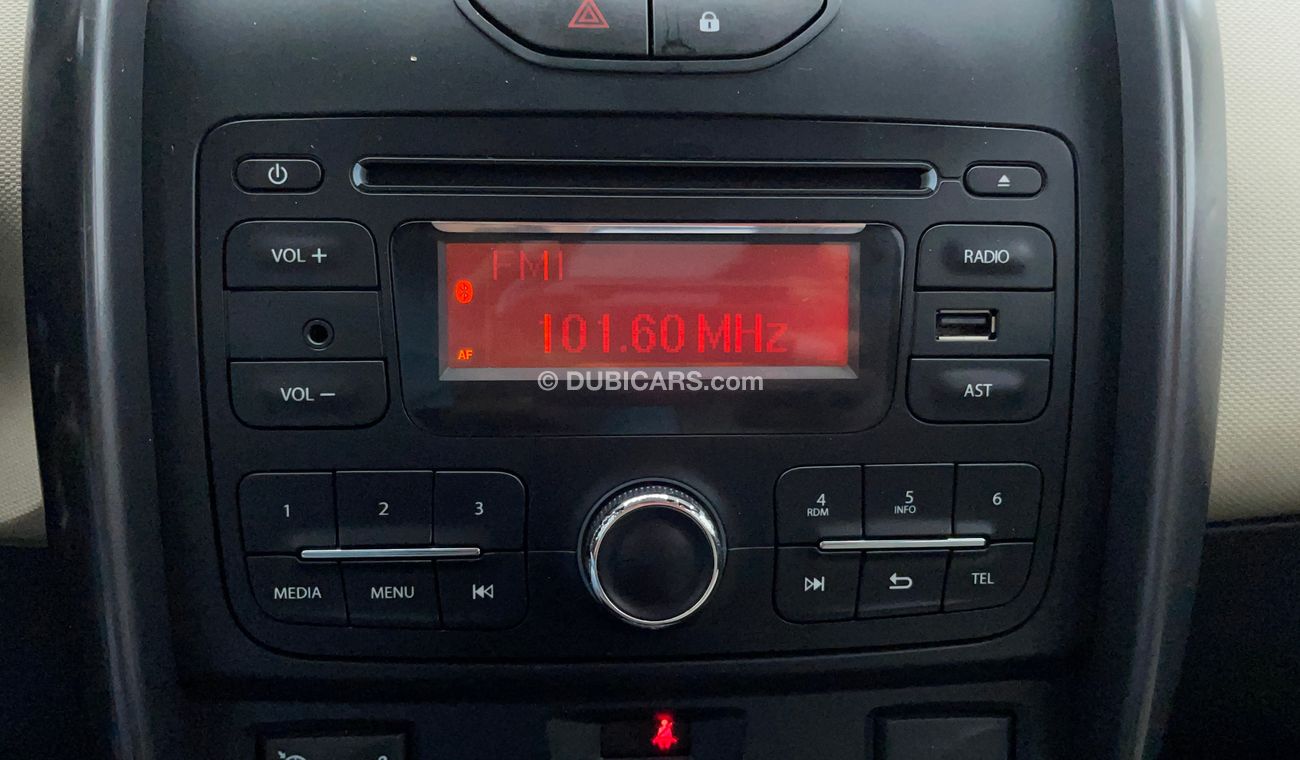 VOL +
FM1
RADIO
AF
101.60 MHz
© DUBICARS.com
VOL −
AST
1
2
3
4
RDM
5
INFO
6
MEDIA
MENU
TEL